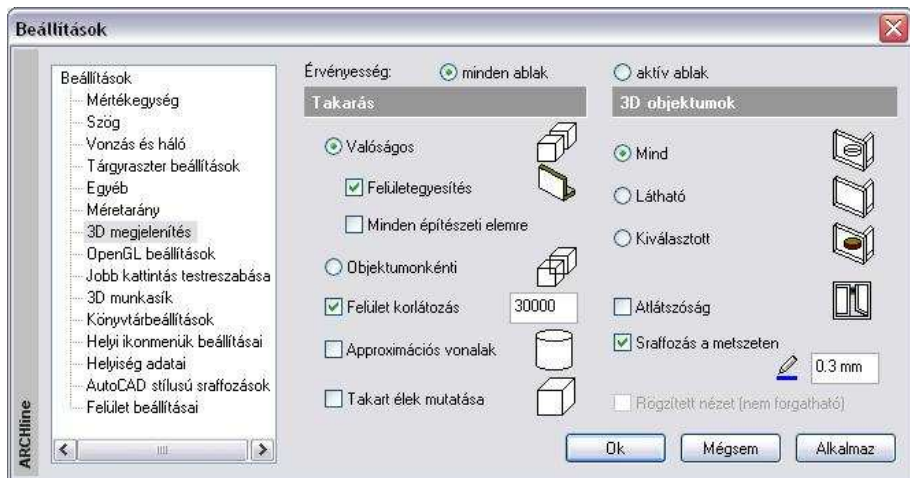 Beállítások
Beállítások
Mértékegység
Szög
Vonzás és háló
Tárgyraszter beállítások
Egyéb
Méretarány
3D megjelenítés
OpenGL beállítások
Jobb kattintás testreszabása
3D munkasík
Könyvtárbeállítások
Helyi ikonmenük beállításai
Helyiség adatai
AutoCAD stílusú sraffozások
Felület beállításai
ARCHline
Érvényesség: minden ablak aktív ablak
Takarás
Valóságos
Felületegyesítés
Minden építészeti elemre
Objektumonkénti
Felület korlátozás 30000
Approximációs vonalak
Takart élek mutatása
3D objektumok
Mind
Látható
Kiválasztott
Átlátszóság
Sraffozás a metszeten
0.3 mm
Rögzített nézet (nem forgatható)
Ok Mégsem Alkalmaz